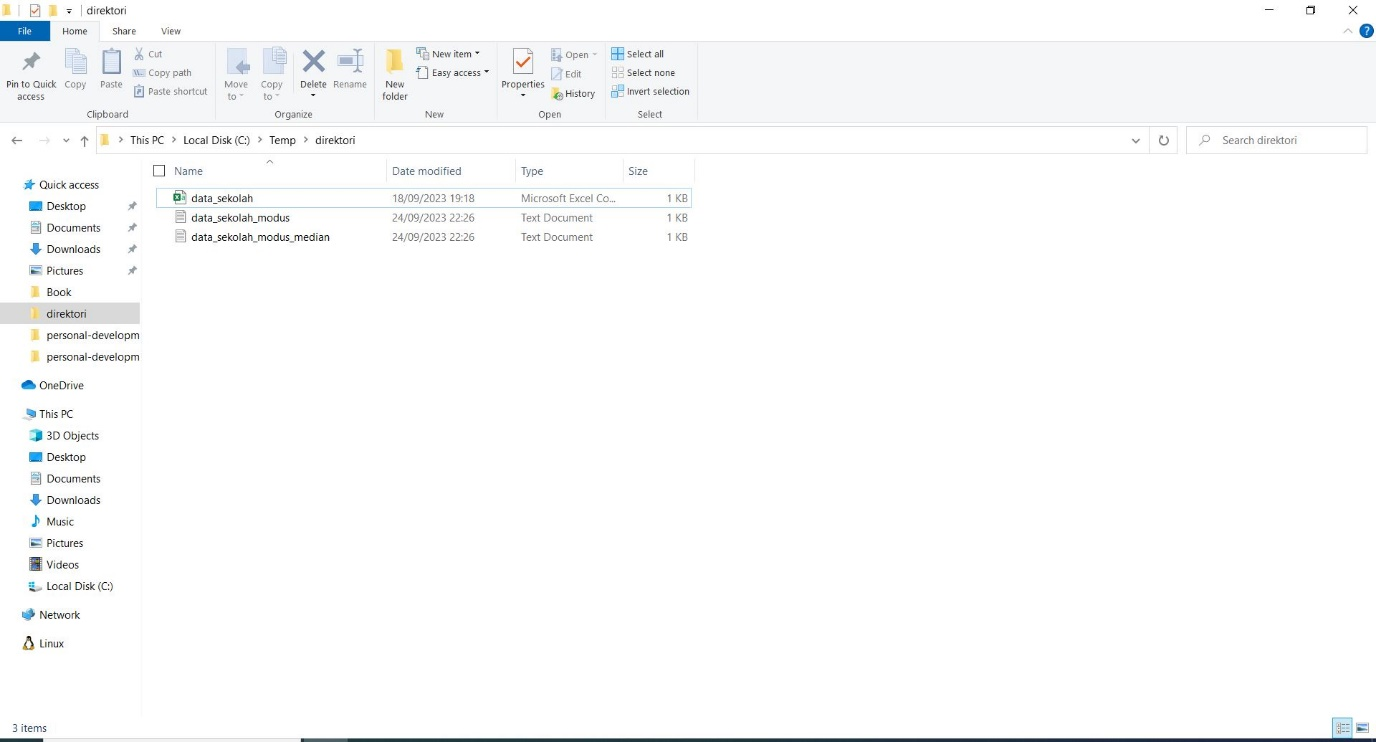 direktori
File Home Share View
Pin to Quick access
Copy
Paste
Cut
Copy path
Paste shortcut
Clipboard
Move to
Copy to
Delete
Rename
Organize
New folder
New item
Easy access
New
Properties
Open
Edit
History
Open
Select all
Select none
Invert selection
Select
This PC > Local Disk (C:) > Temp > direktori
Search direktori
Name Date modified Type Size
data_sekolah 18/09/2023 19:18 Microsoft Excel Co... 1 KB
data_sekolah_modus 24/09/2023 22:26 Text Document 1 KB
data_sekolah_modus_median 24/09/2023 22:26 Text Document 1 KB
Quick access
Desktop
Documents
Downloads
Pictures
Book
direktori
personal-developm
personal-developm
OneDrive
This PC
3D Objects
Desktop
Documents
Downloads
Music
Pictures
Videos
Local Disk (C:)
Network
Linux
3 items